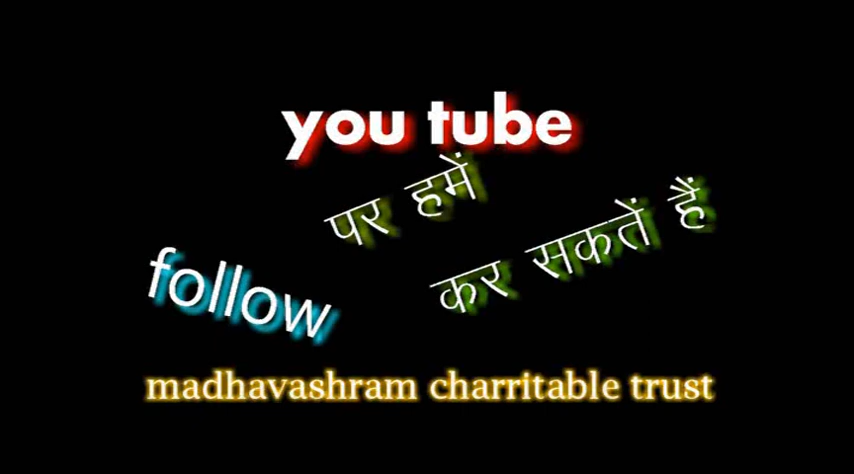 you tube
पर हमें
follow
कर सकतें हैं
madhavashram charritable trust